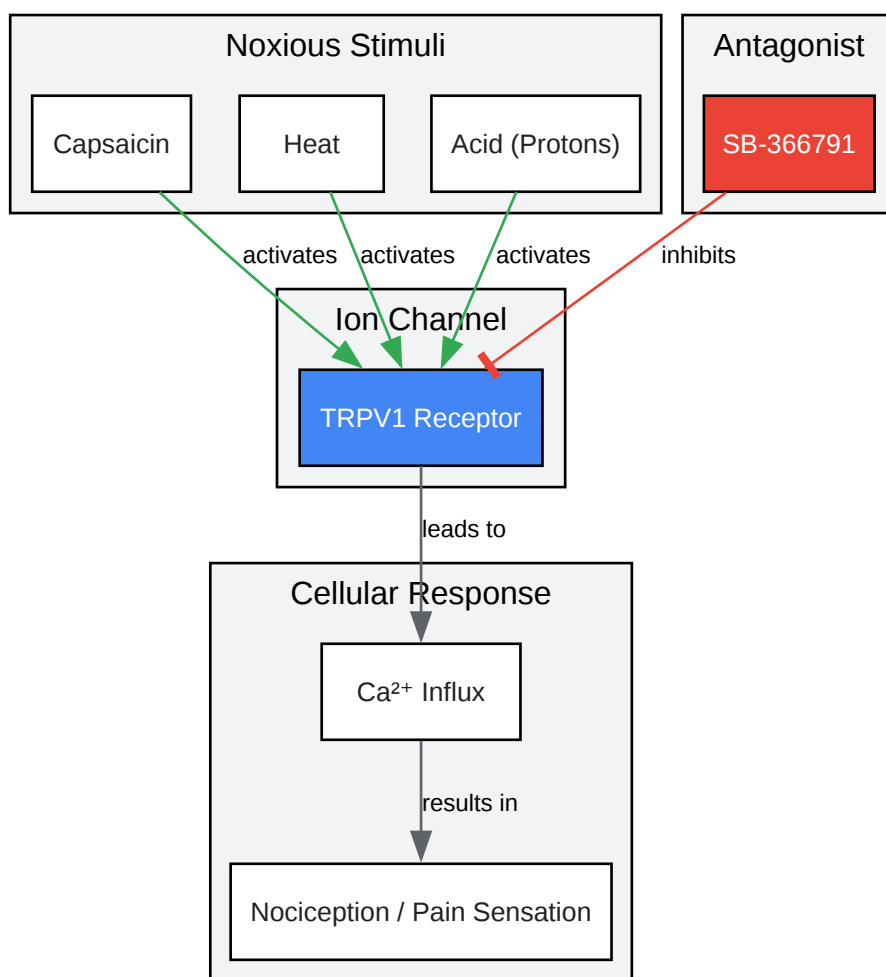 Noxious Stimuli
Antagonist
Capsaicin
Heat
Acid (Protons)
SB-366791
activates
activates
activates
inhibits
Ion Channel
TRPV1 Receptor
leads to
Cellular Response
Ca²⁺ Influx
results in
Nociception / Pain Sensation